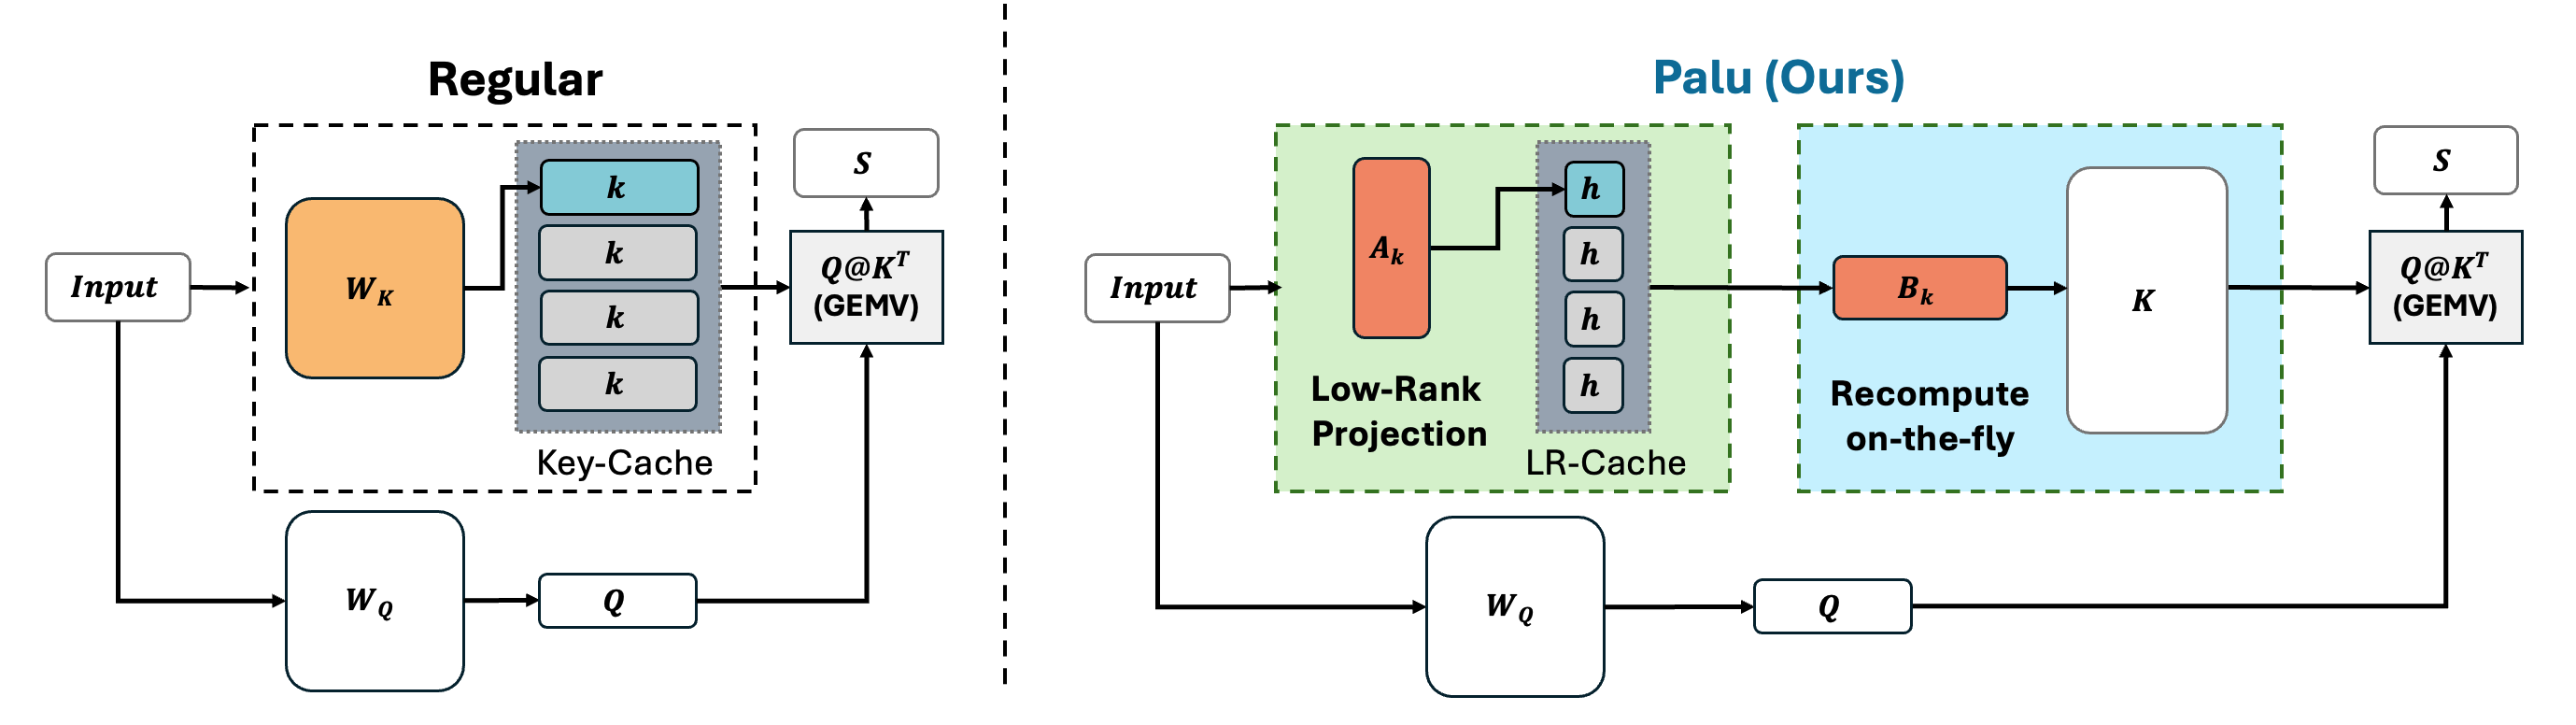 Regular
Input
W_K
k
k
k
k
Key-Cache
S
Q@K^T
(GEMV)
W_Q
Q
Palu (Ours)
Input
A_k
Low-Rank
Projection
h
h
h
h
LR-Cache
B_k
Recompute
on-the-fly
K
S
Q@K^T
(GEMV)
W_Q
Q